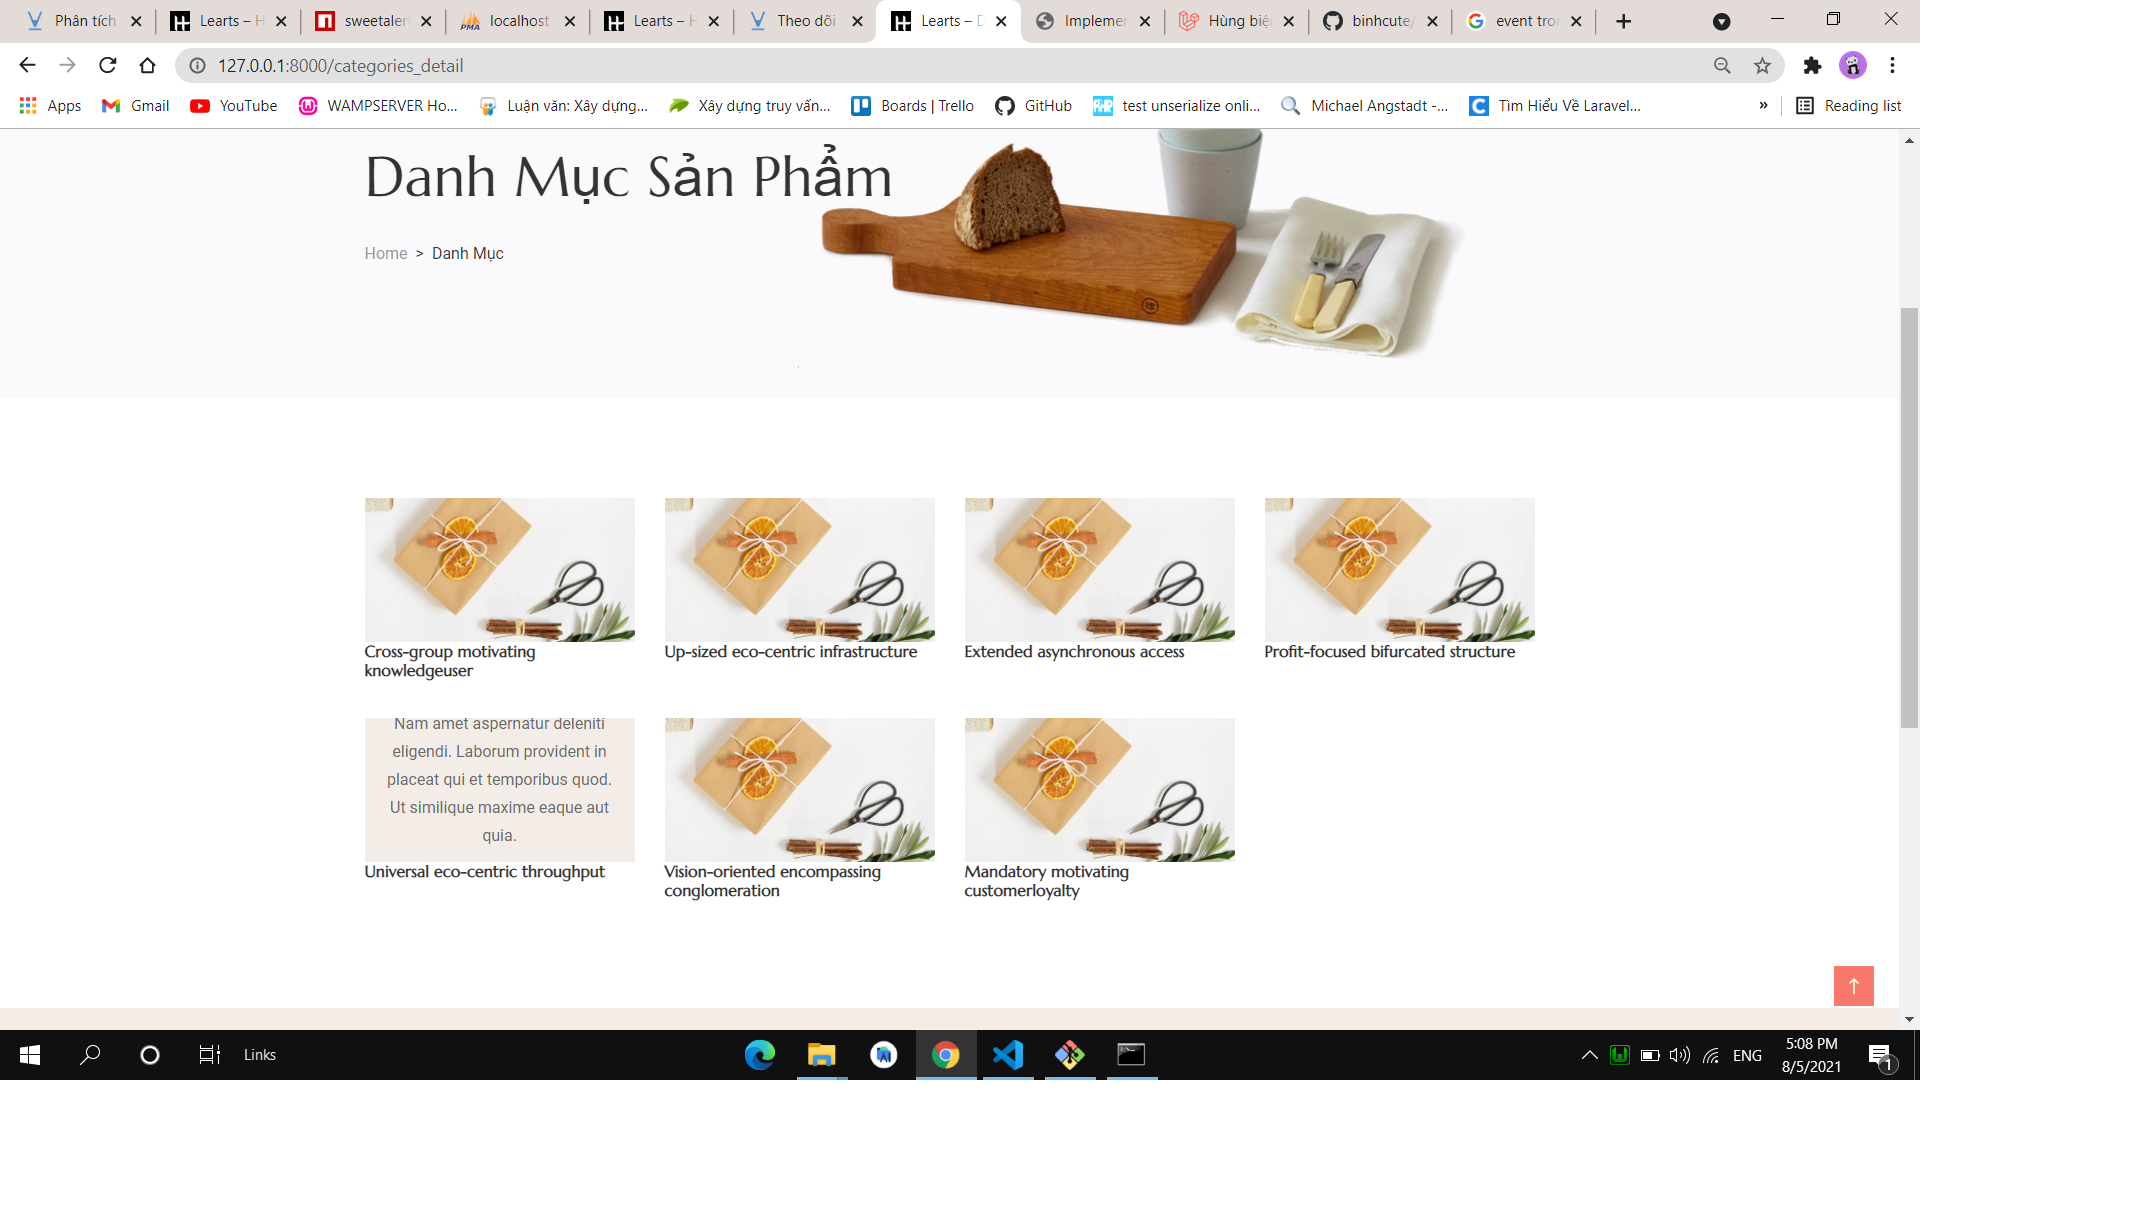 Phân tích
Learts – H
sweetaler
localhost
Learts – H
Theo dõi
Learts – D
Implemen
Hùng biệ
binhcute/
event tron
127.0.0.1:8000/categories_detail
Apps
Gmail
YouTube
WAMPSERVER Ho...
Luận văn: Xây dựng...
Xây dựng truy vấn...
Boards | Trello
GitHub
test unserialize onli...
Michael Angstadt -...
Tìm Hiểu Về Laravel...
»
Reading list
Danh Mục Sản Phẩm
Home > Danh Mục
Cross-group motivating
knowledgeuser
Up-sized eco-centric infrastructure
Extended asynchronous access
Profit-focused bifurcated structure
Nam amet aspernatur deleniti
eligendi. Laborum provident in
placeat qui et temporibus quod.
Ut similique maxime eaque aut
quia.
Universal eco-centric throughput
Vision-oriented encompassing
conglomeration
Mandatory motivating
customerloyalty
Links
ENG
5:08 PM
8/5/2021
1